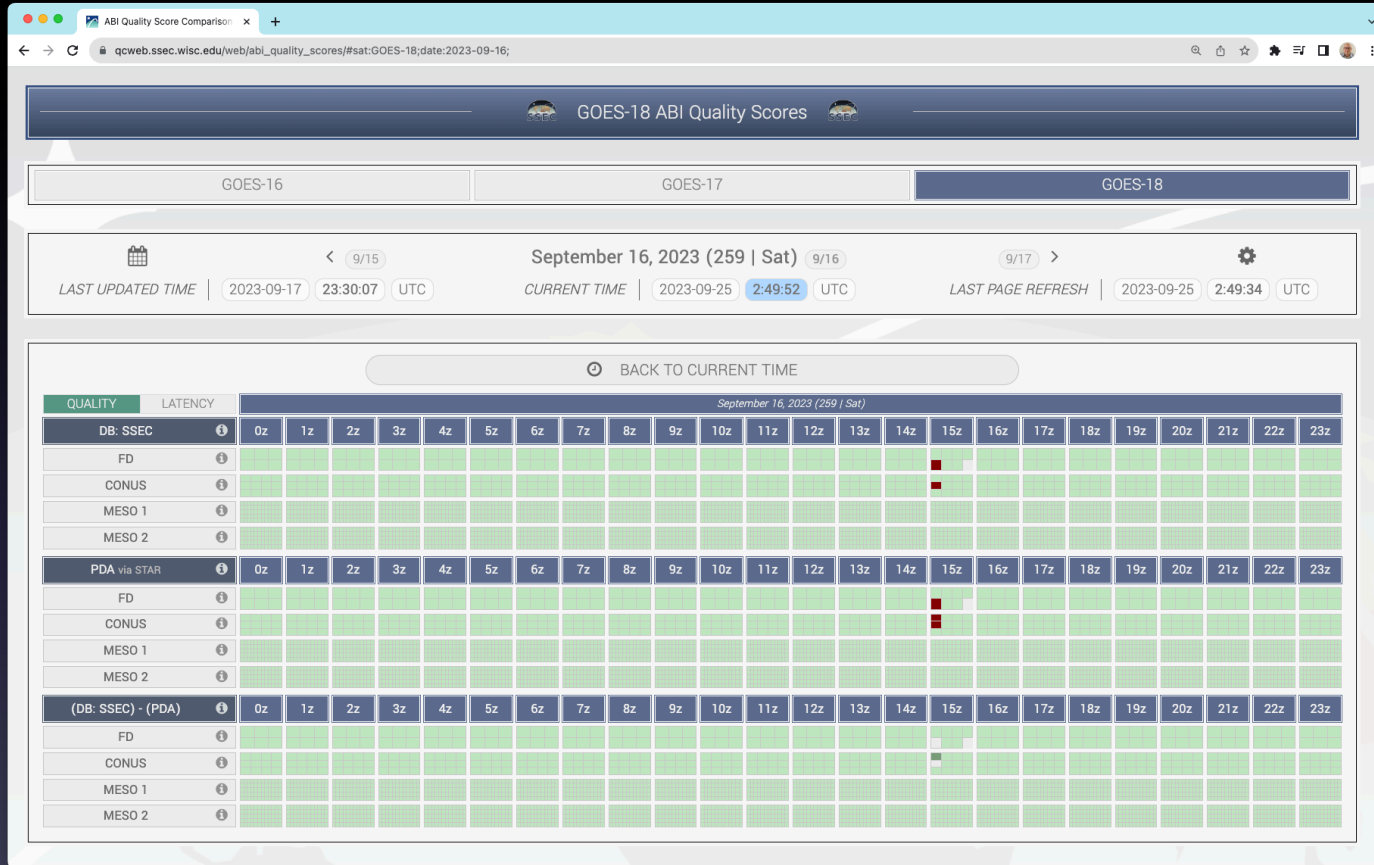 ABI Quality Score Comparison
qcweb.ssec.wisc.edu/web/abi_quality_scores/#sat:GOES-18;date:2023-09-16;
GOES-18 ABI Quality Scores
GOES-16 GOES-17 GOES-18
9/15 September 16, 2023 (259 | Sat) 9/16 9/17
LAST UPDATED TIME 2023-09-17 23:30:07 UTC CURRENT TIME 2023-09-25 2:49:52 UTC LAST PAGE REFRESH 2023-09-25 2:49:34 UTC
BACK TO CURRENT TIME
QUALITY LATENCY September 16, 2023 (259 | Sat)
DB: SSEC 0z 1z 2z 3z 4z 5z 6z 7z 8z 9z 10z 11z 12z 13z 14z 15z 16z 17z 18z 19z 20z 21z 22z 23z
FD
CONUS
MESO 1
MESO 2
PDA via STAR 0z 1z 2z 3z 4z 5z 6z 7z 8z 9z 10z 11z 12z 13z 14z 15z 16z 17z 18z 19z 20z 21z 22z 23z
FD
CONUS
MESO 1
MESO 2
(DB: SSEC) - (PDA) 0z 1z 2z 3z 4z 5z 6z 7z 8z 9z 10z 11z 12z 13z 14z 15z 16z 17z 18z 19z 20z 21z 22z 23z
FD
CONUS
MESO 1
MESO 2